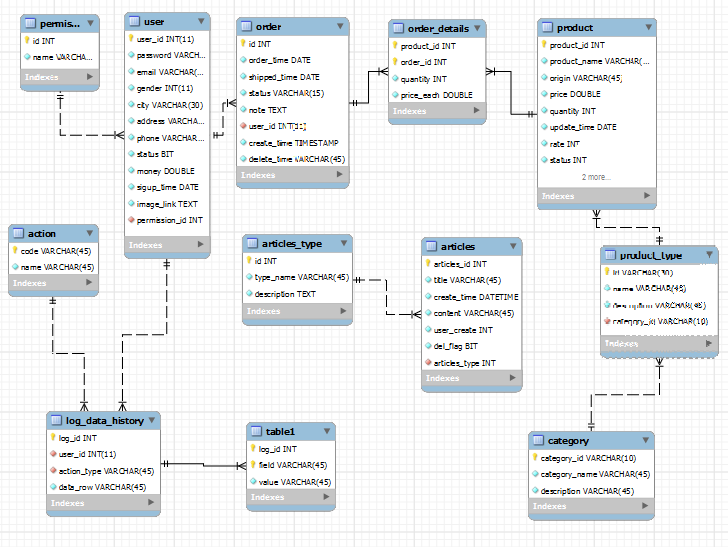 permis...
id INT
name VARCHAR...
Indexes
user
user_id INT(11)
password VARCH...
email VARCHAR(...
gender INT(11)
city VARCHAR(30)
address VARCHA...
phone VARCHAR...
status BIT
money DOUBLE
sigup_time DATE
image_link TEXT
permission_id INT
Indexes
order
id INT
order_time DATE
shipped_time DATE
status VARCHAR(15)
note TEXT
user_id INT(11)
create_time TIMESTAMP
delete_time VARCHAR(45)
Indexes
order_details
product_id INT
order_id INT
quantity INT
price_each DOUBLE
Indexes
product
product_id INT
product_name VARCHAR(...
origin VARCHAR(45)
price DOUBLE
quantity INT
update_time DATE
rate INT
status INT
2 more...
Indexes
action
code VARCHAR(45)
name VARCHAR(45)
Indexes
articles_type
id INT
type_name VARCHAR(45)
description TEXT
Indexes
articles
articles_id INT
title VARCHAR(45)
create_time DATETIME
content VARCHAR(45)
user_create INT
del_flag BIT
articles_type INT
Indexes
product_type
id VARCHAR(30)
name VARCHAR(45)
description VARCHAR(45)
category_id VARCHAR(10)
Indexes
log_data_history
log_id INT
user_id INT(11)
action_type VARCHAR(45)
data_row VARCHAR(45)
Indexes
table1
log_id INT
field VARCHAR(45)
value VARCHAR(45)
Indexes
category
category_id VARCHAR(10)
category_name VARCHAR(45)
description VARCHAR(45)
Indexes